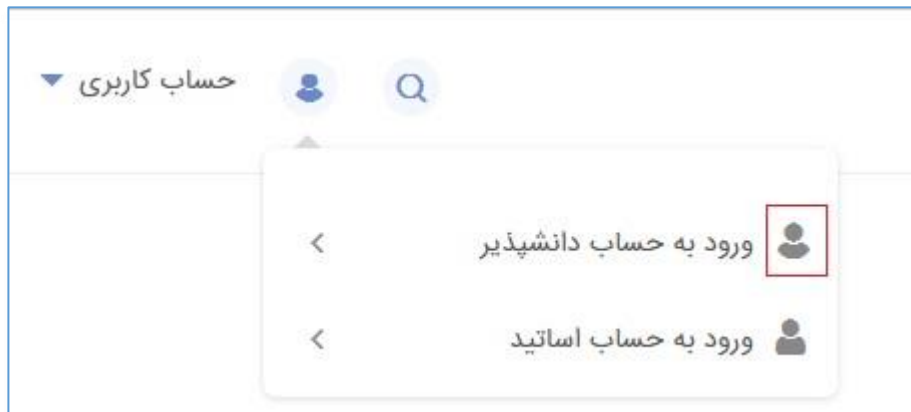 حساب کاربری
ورود به حساب دانشپذیر
ورود به حساب اساتید